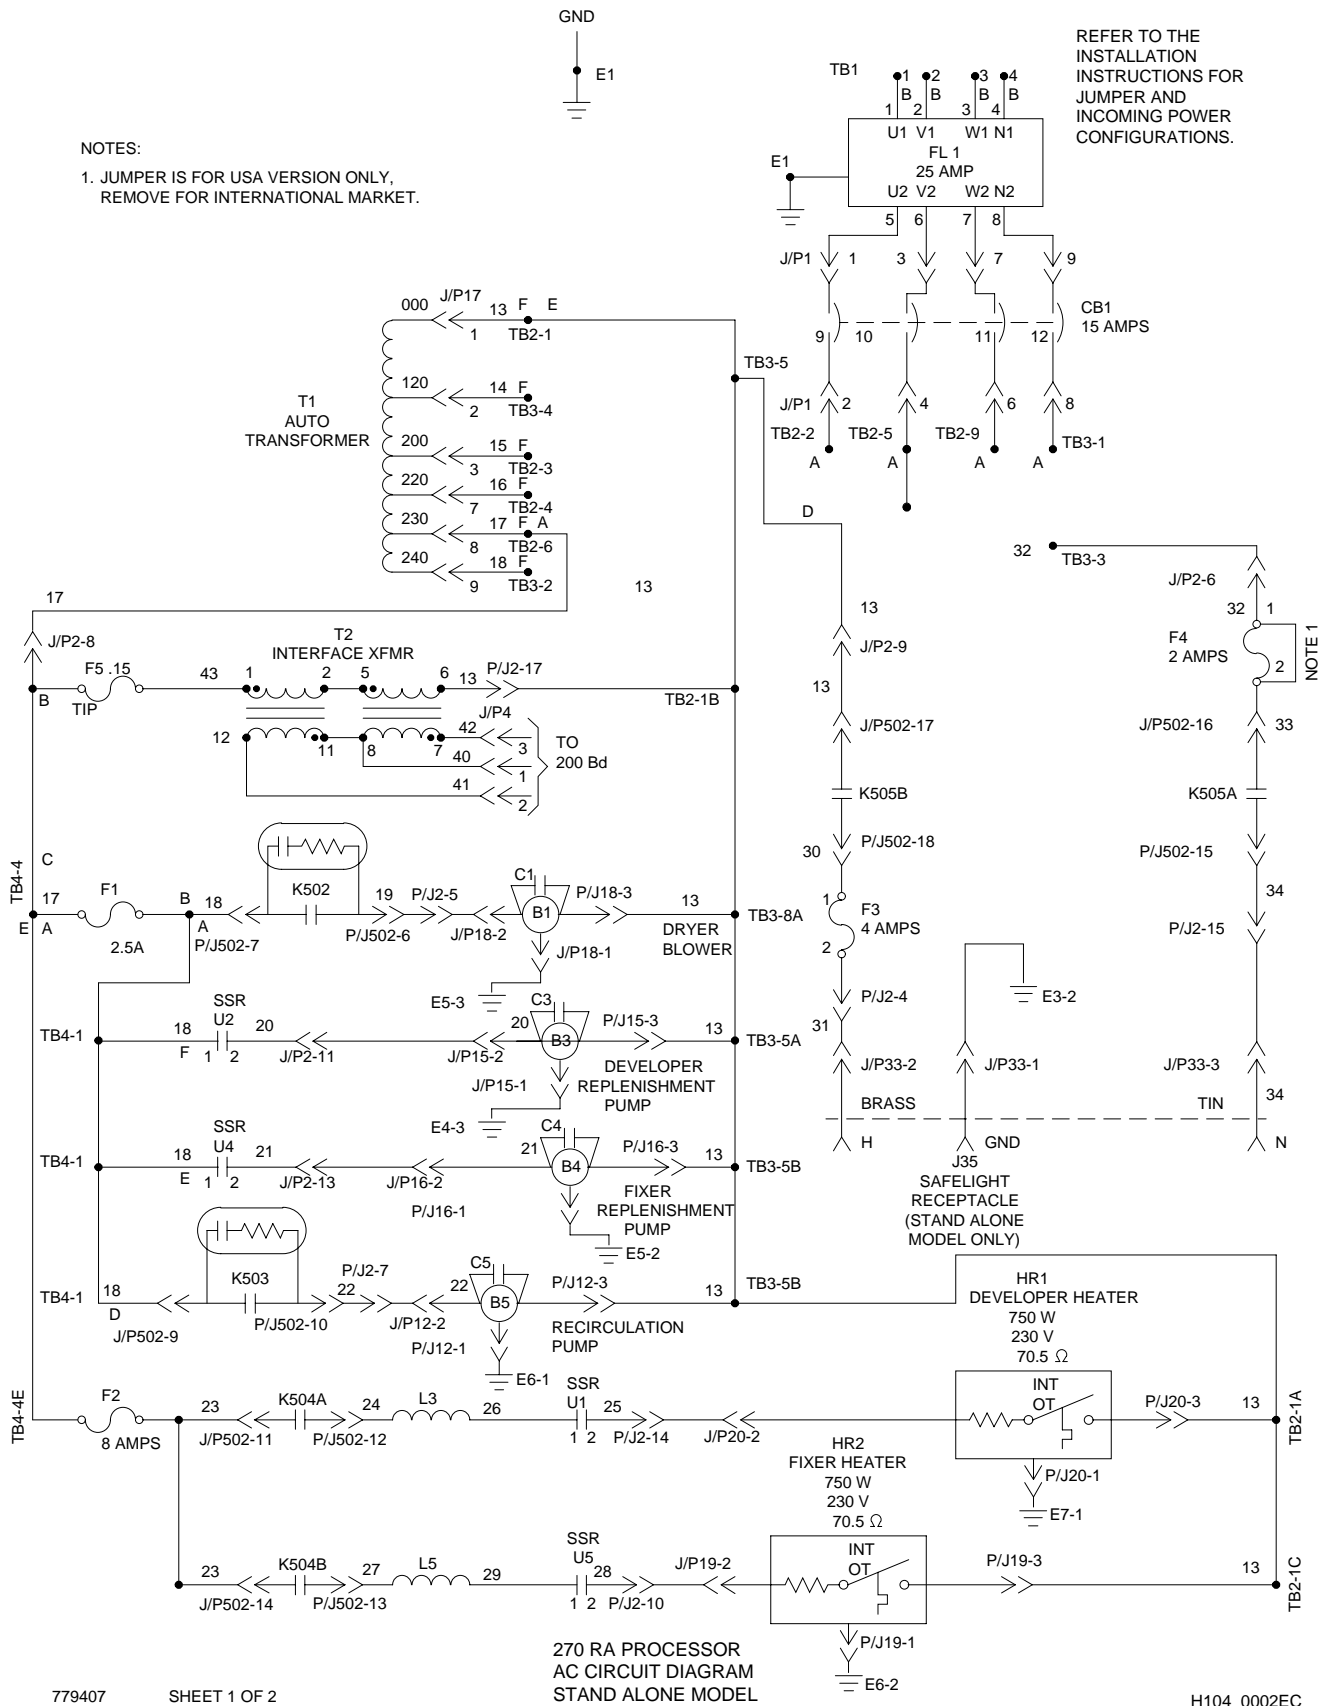 GND
E1
REFER TO THE
INSTALLATION
INSTRUCTIONS FOR
JUMPER AND
INCOMING POWER
CONFIGURATIONS.
TB1
1 2 3 4
B B B B
1 2 3 4
U1 V1 W1 N1
FL 1
25 AMP
U2 V2 W2 N2
E1
5 6 7 8
NOTES:
1. JUMPER IS FOR USA VERSION ONLY,
REMOVE FOR INTERNATIONAL MARKET.
J/P1 1 3 7 9
CB1
15 AMPS
9 10 11 12
J/P1 2 4 6 8
TB2-2 TB2-5 TB2-9 TB3-1
A A A A
T1
AUTO
TRANSFORMER
000 J/P17 13 F E
1 TB2-1
120 14 F
2 TB3-4
200 15 F
3 TB2-3
220 16 F
7 TB2-4
230 17 F A
8 TB2-6
240 18 F
9 TB3-2
TB3-5
D
13
32 TB3-3
J/P2-6
32 1
F4
2 AMPS
2
NOTE 1
J/P502-16 33
K505A
P/J502-15
34
P/J2-15
J/P33-3
34
TIN
N
13
J/P2-9
13
J/P502-17
K505B
P/J502-18
30
1
F3
4 AMPS
2
P/J2-4
31
J/P33-2
BRASS
H
E3-2
J/P33-1
GND
J35
SAFELIGHT
RECEPTACLE
(STAND ALONE
MODEL ONLY)
17
J/P2-8
F5 .15
TIP
B
43
T2
INTERFACE XFMR
1 2 5 6
13 P/J2-17
TB2-1B
J/P4
12 11 8 7
42 3
40 1
41 2
TO
200 Bd
TB4-4
C
17
E A
F1
2.5A
B
A
18
P/J502-7
K502
19
P/J502-6
P/J2-5
J/P18-2
C1
B1
P/J18-3
J/P18-1
E5-3
13
DRYER
BLOWER
TB3-8A
TB4-1
18
F
SSR
U2
1 2
20
J/P2-11
J/P15-2
20
C3
B3
P/J15-3
J/P15-1
E4-3
13
DEVELOPER
REPLENISHMENT
PUMP
TB3-5A
TB4-1
18
E
SSR
U4
1 2
21
J/P2-13
J/P16-2
21
C4
B4
P/J16-3
P/J16-1
E5-2
13
FIXER
REPLENISHMENT
PUMP
TB3-5B
TB4-1
18
D
J/P502-9
K503
P/J502-10
22
P/J2-7
J/P12-2
22
C5
B5
P/J12-3
P/J12-1
E6-1
13
RECIRCULATION
PUMP
TB3-5B
TB4-4E
F2
8 AMPS
23
J/P502-11
K504A
P/J502-12
24
L3
26
SSR
U1
1 2
25
P/J2-14
J/P20-2
HR1
DEVELOPER HEATER
750 W
230 V
70.5 Ω
INT
OT
P/J20-3
13
TB2-1A
P/J20-1
E7-1
23
J/P502-14
K504B
P/J502-13
27
L5
29
SSR
U5
1 2
28
P/J2-10
J/P19-2
HR2
FIXER HEATER
750 W
230 V
70.5 Ω
INT
OT
P/J19-3
13
TB2-1C
P/J19-1
E6-2
270 RA PROCESSOR
AC CIRCUIT DIAGRAM
STAND ALONE MODEL
779407 SHEET 1 OF 2
H104_0002EC